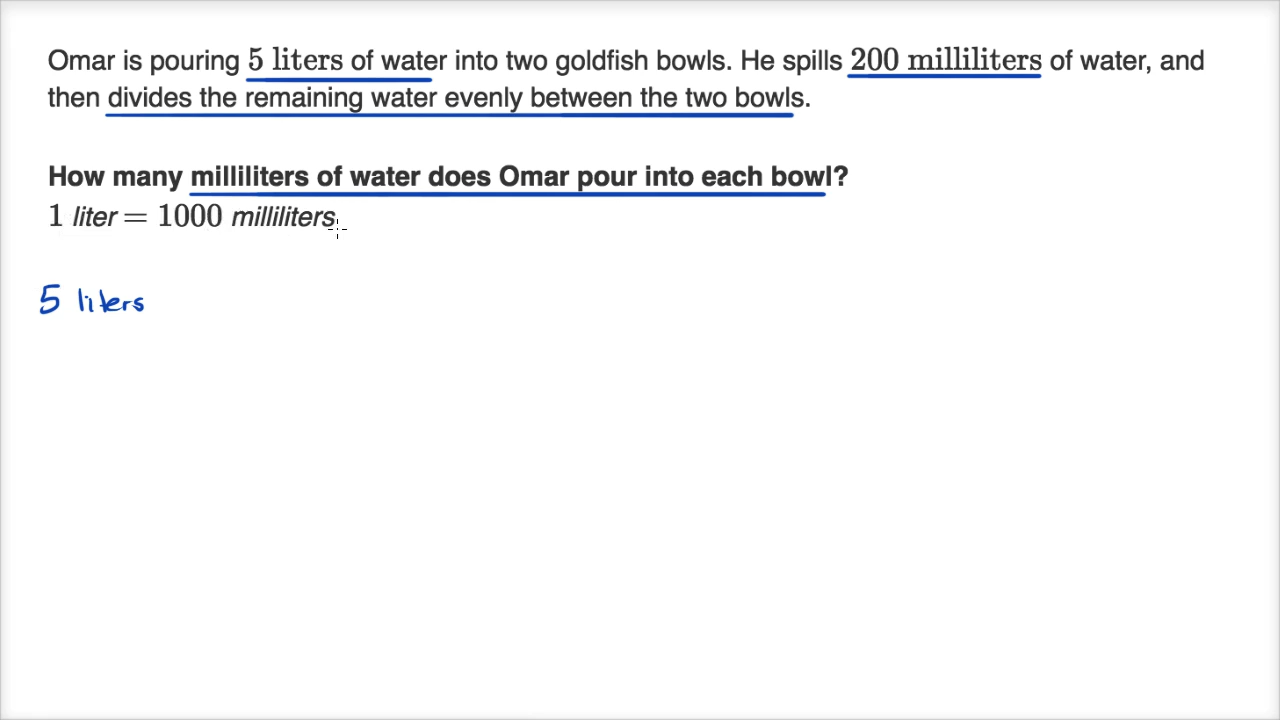 Omar is pouring 5 liters of water into two goldfish bowls. He spills 200 milliliters of water, and
then divides the remaining water evenly between the two bowls.
How many milliliters of water does Omar pour into each bowl?
1 liter = 1000 milliliters
5 liters